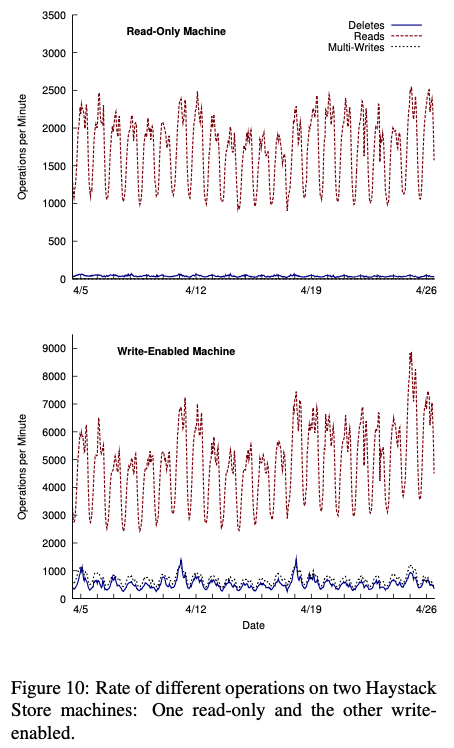 3500
Read-Only Machine
Deletes
Reads
Multi-Writes
3000
2500
2000
1500
1000
500
0
Operations per Minute
4/5 4/12 4/19 4/26
9000
Write-Enabled Machine
8000
7000
6000
5000
4000
3000
2000
1000
0
Operations per Minute
4/5 4/12 4/19 4/26
Date
Figure 10: Rate of different operations on two Haystack
Store machines: One read-only and the other write-
enabled.